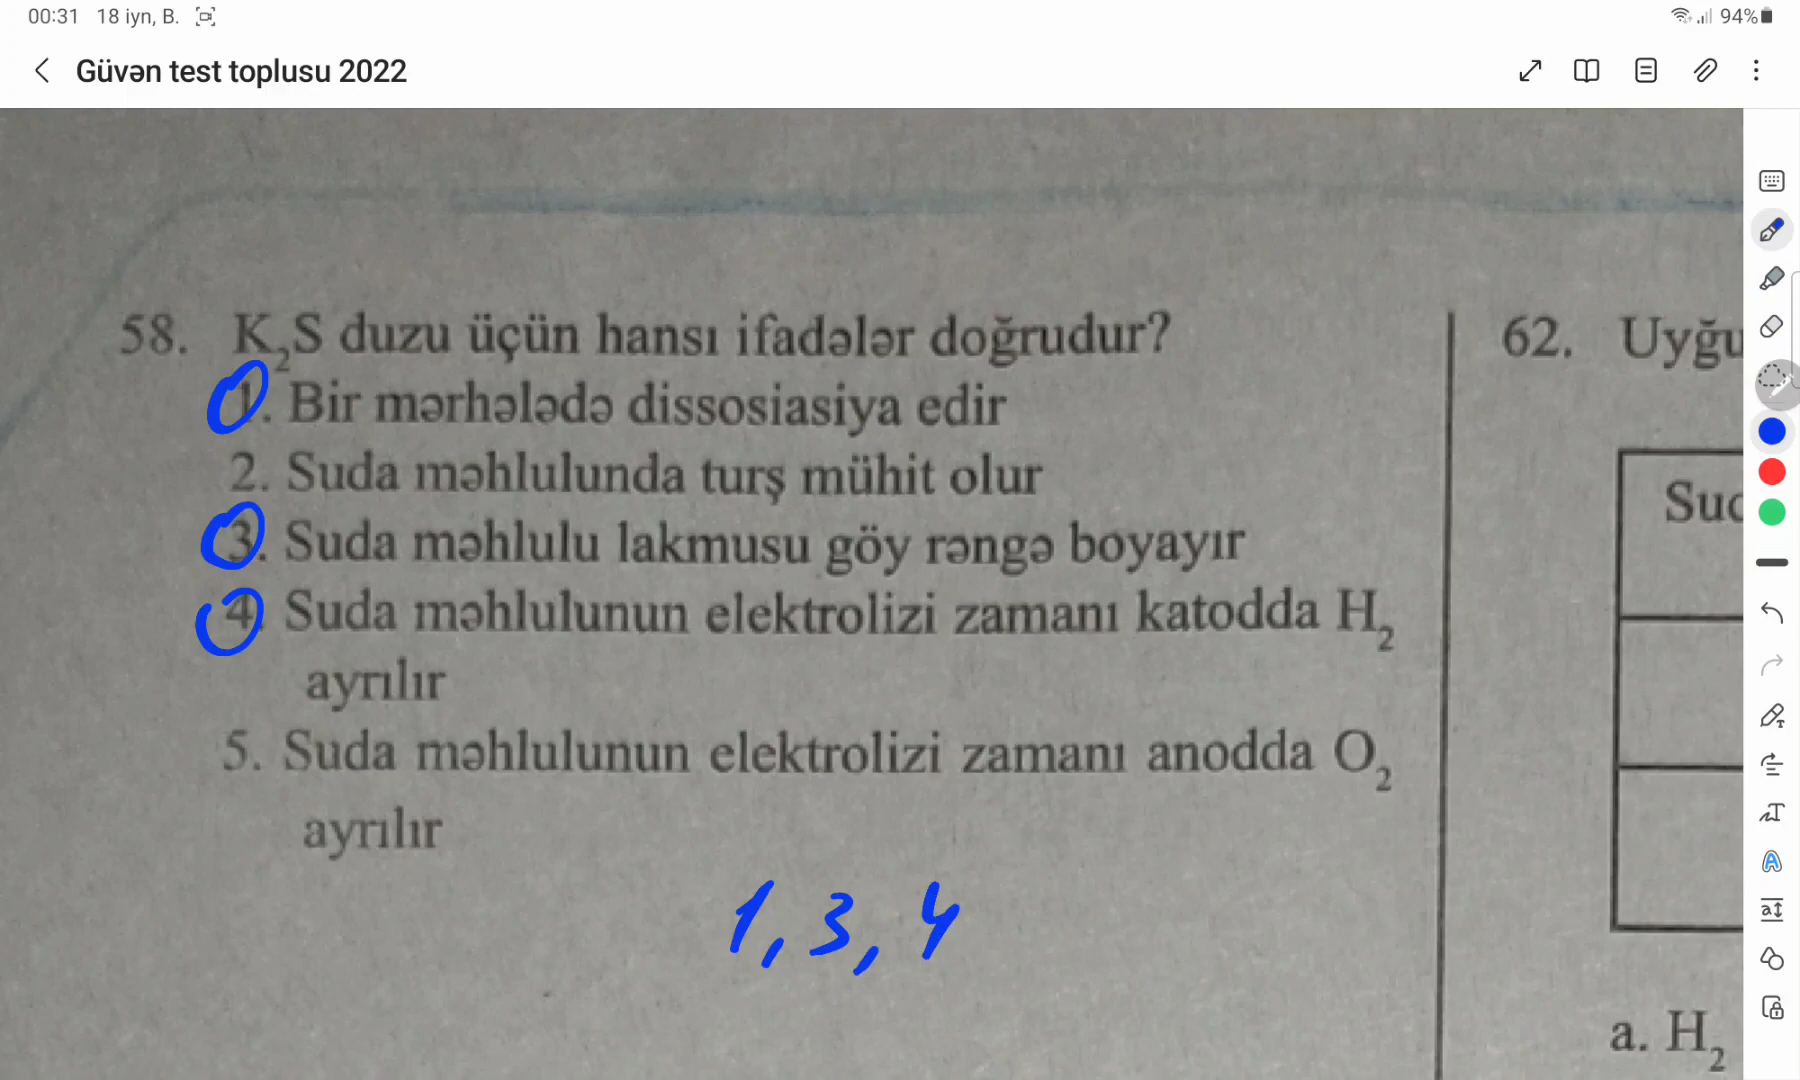 00:31 18 iyn, B. 94%
Güvən test toplusu 2022
58. K₂S duzu üçün hansı ifadələr doğrudur?
1. Bir mərhələdə dissosiasiya edir
2. Suda məhlulunda turş mühit olur
3. Suda məhlulu lakmusu göy rəngə boyayır
4. Suda məhlulunun elektrolizi zamanı katodda H₂
ayrılır
5. Suda məhlulunun elektrolizi zamanı anodda O₂
ayrılır
1, 3, 4
62. Uyğu
Suc
a. H₂